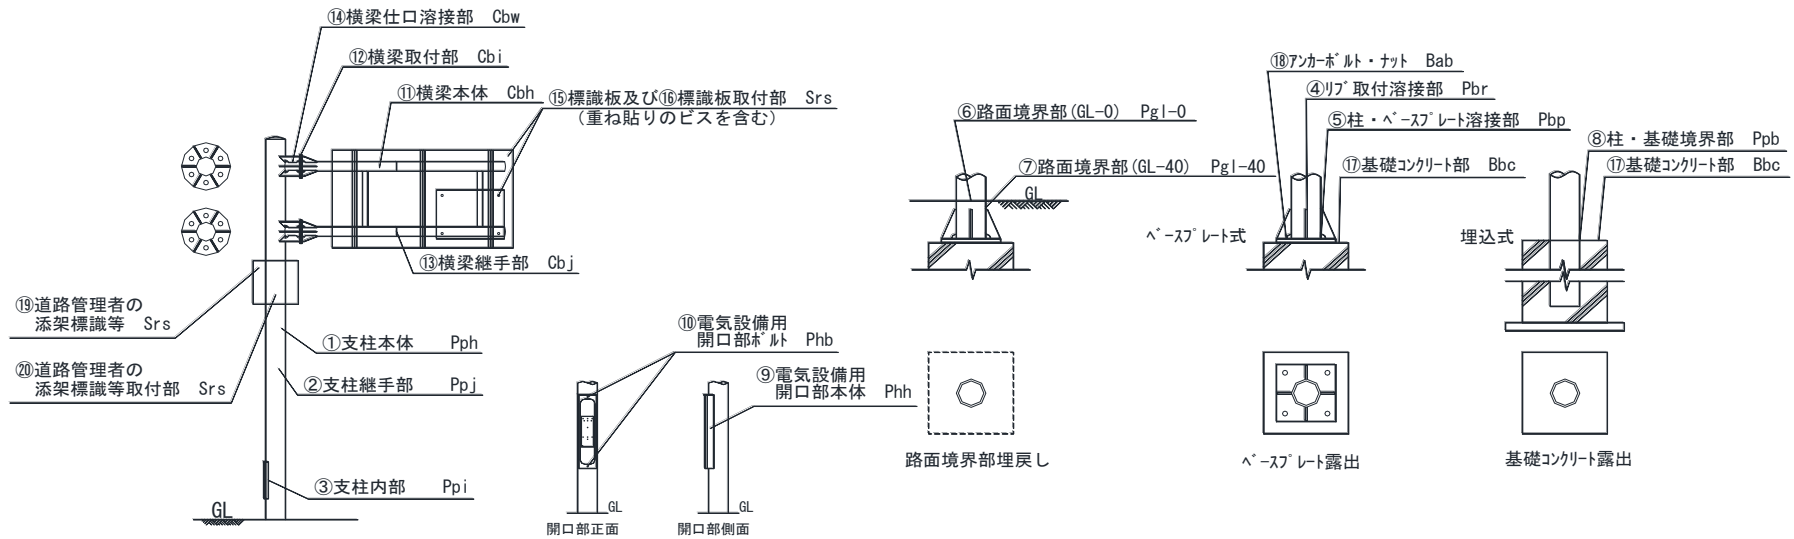 ⑭横梁仕口溶接部 Cbw
⑫横梁取付部 Cbi
⑪横梁本体 Cbh
⑮標識板及び⑯標識板取付部 Srs
(重ね貼りのビスを含む)
⑬横梁継手部 Cbj
⑲道路管理者の
添架標識等 Srs
①支柱本体 Pph
⑳道路管理者の
添架標識等取付部 Srs
②支柱継手部 Ppj
③支柱内部 Ppi
GL
⑩電気設備用
開口部ボルト Phb
⑨電気設備用
開口部本体 Phh
GL
GL
開口部正面
開口部側面
⑥路面境界部(GL-0) Pgl-0
⑦路面境界部(GL-40) Pgl-40
GL
路面境界部埋戻し
⑱アンカーボルト・ナット Bab
④リブ取付溶接部 Pbr
⑤柱・ベースプレート溶接部 Pbp
⑰基礎コンクリート部 Bbc
ベースプレート式
ベースプレート露出
⑧柱・基礎境界部 Ppb
⑰基礎コンクリート部 Bbc
埋込式
基礎コンクリート露出